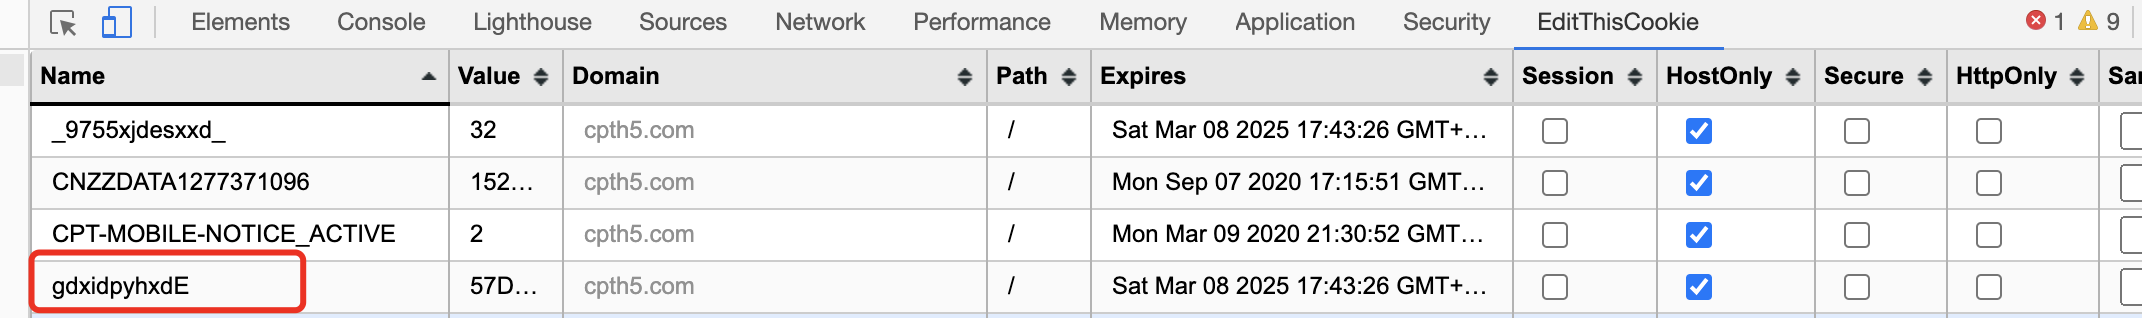 Elements Console Lighthouse Sources Network Performance Memory Application Security EditThisCookie 1 9
Name Value Domain Path Expires Session HostOnly Secure HttpOnly
_9755xjdesxxd_ 32 cpth5.com / Sat Mar 08 2025 17:43:26 GMT+...
CNZZDATA1277371096 152... cpth5.com / Mon Sep 07 2020 17:15:51 GMT...
CPT-MOBILE-NOTICE_ACTIVE 2 cpth5.com / Mon Mar 09 2020 21:30:52 GMT...
gdxidpyhxdE 57D... cpth5.com / Sat Mar 08 2025 17:43:26 GMT+...